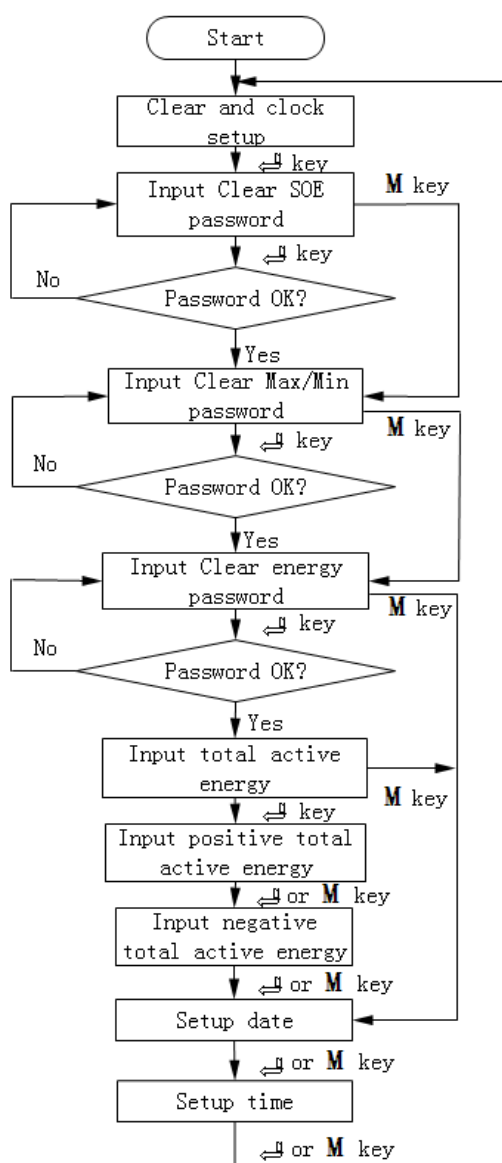 Start
Clear and clock
setup
⏎ key
Input Clear SOE
password
M key
⏎ key
No
Password OK?
Yes
Input Clear Max/Min
password
M key
⏎ key
No
Password OK?
Yes
Input Clear energy
password
M key
⏎ key
No
Password OK?
Yes
Input total active
energy
M key
⏎ key
Input positive total
active energy
⏎ or M key
Input negative
total active energy
⏎ or M key
Setup date
⏎ or M key
Setup time
⏎ or M key